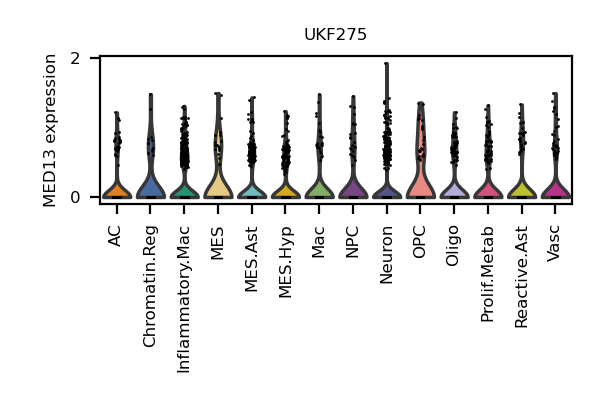 UKF275
MED13 expression
2
0
AC
Chromatin.Reg
Inflammatory.Mac
MES
MES.Ast
MES.Hyp
Mac
NPC
Neuron
OPC
Oligo
Prolif.Metab
Reactive.Ast
Vasc